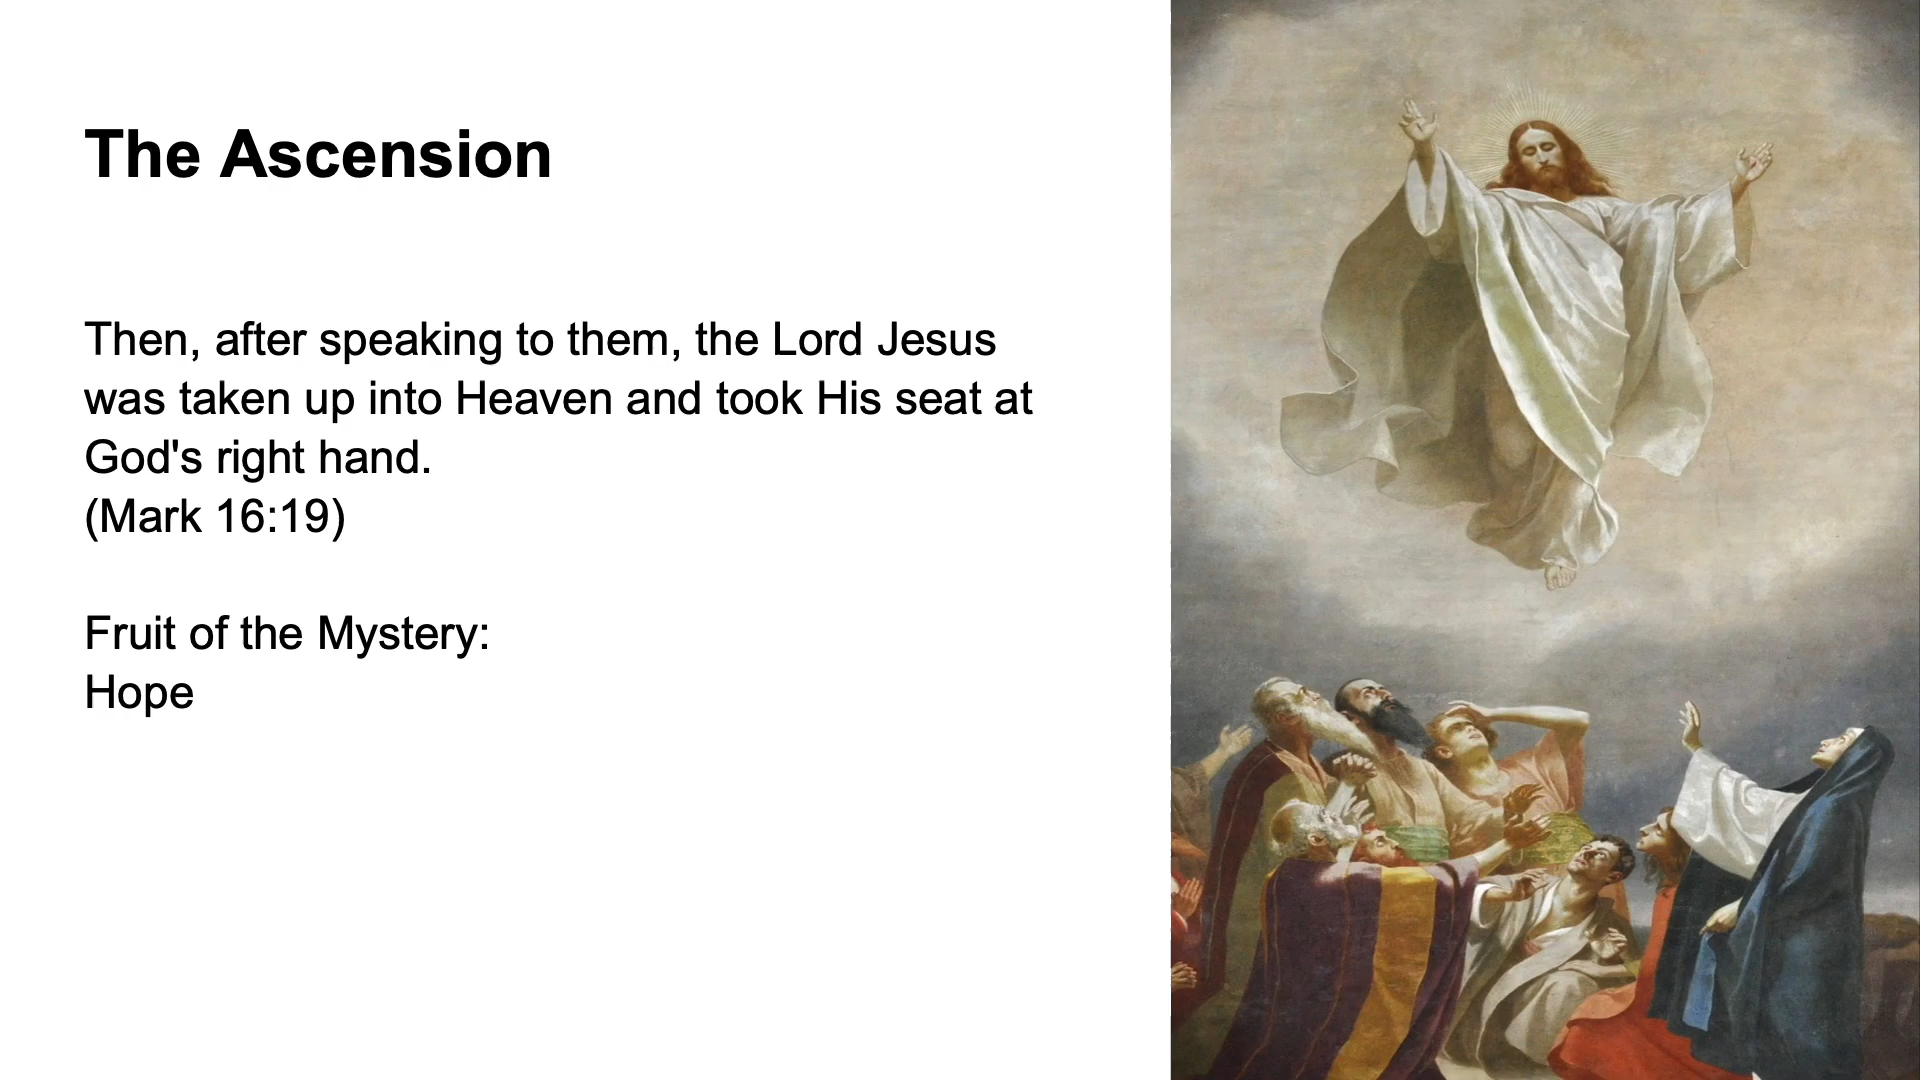 The Ascension
Then, after speaking to them, the Lord Jesus
was taken up into Heaven and took His seat at
God's right hand.
(Mark 16:19)
Fruit of the Mystery:
Hope